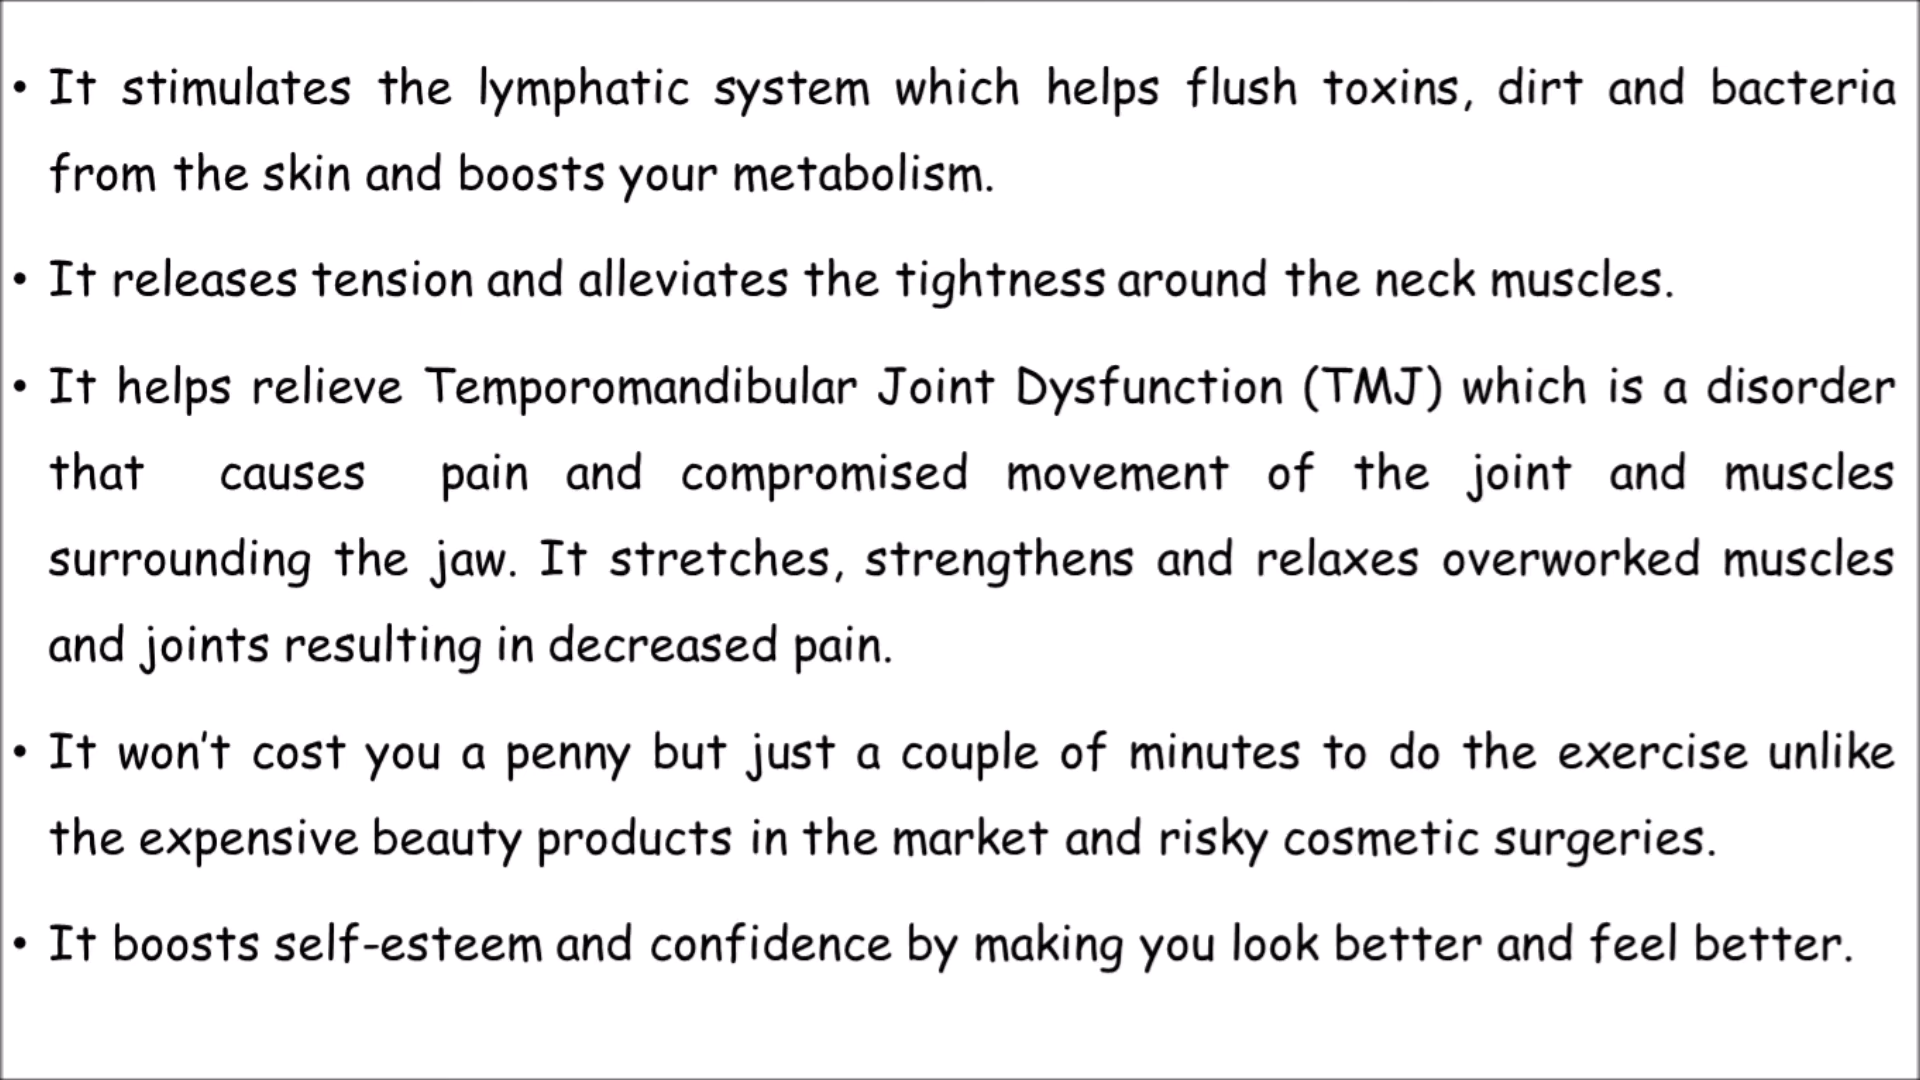 • It stimulates the lymphatic system which helps flush toxins, dirt and bacteria
from the skin and boosts your metabolism.
• It releases tension and alleviates the tightness around the neck muscles.
• It helps relieve Temporomandibular Joint Dysfunction (TMJ) which is a disorder
that causes pain and compromised movement of the joint and muscles
surrounding the jaw. It stretches, strengthens and relaxes overworked muscles
and joints resulting in decreased pain.
• It won't cost you a penny but just a couple of minutes to do the exercise unlike
the expensive beauty products in the market and risky cosmetic surgeries.
• It boosts self-esteem and confidence by making you look better and feel better.